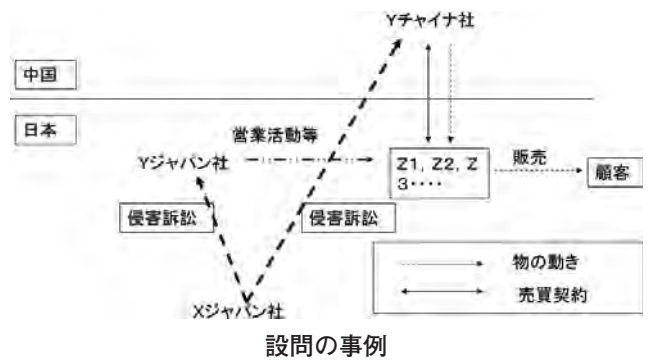 Yチャイナ社
中国
日本
営業活動等
Yジャパン社
Z1, Z2, Z
3・・・・
販売
顧客
侵害訴訟
侵害訴訟
物の動き
売買契約
Xジャパン社
設問の事例